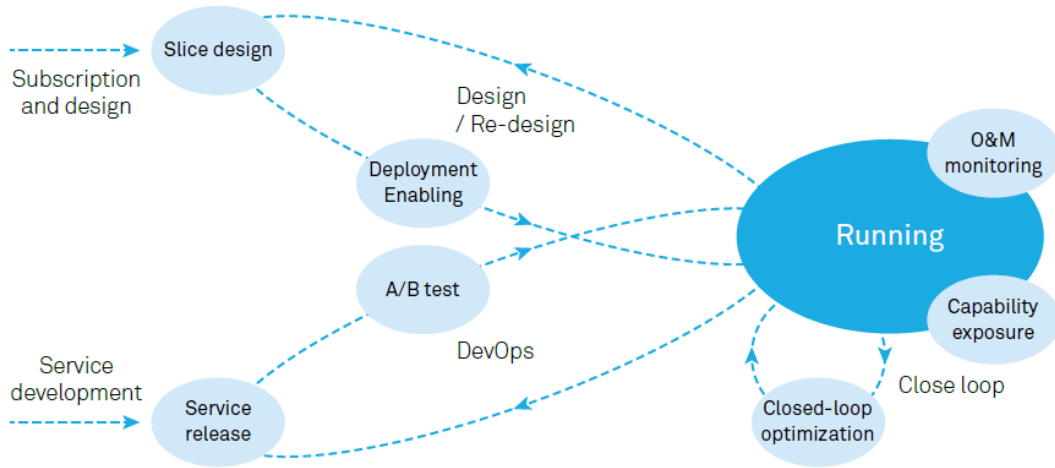 Slice design
Subscription
and design
Design
/ Re-design
O&M
monitoring
Deployment
Enabling
Running
A/B test
Capability
exposure
DevOps
Service
development
Close loop
Service
release
Closed-loop
optimization